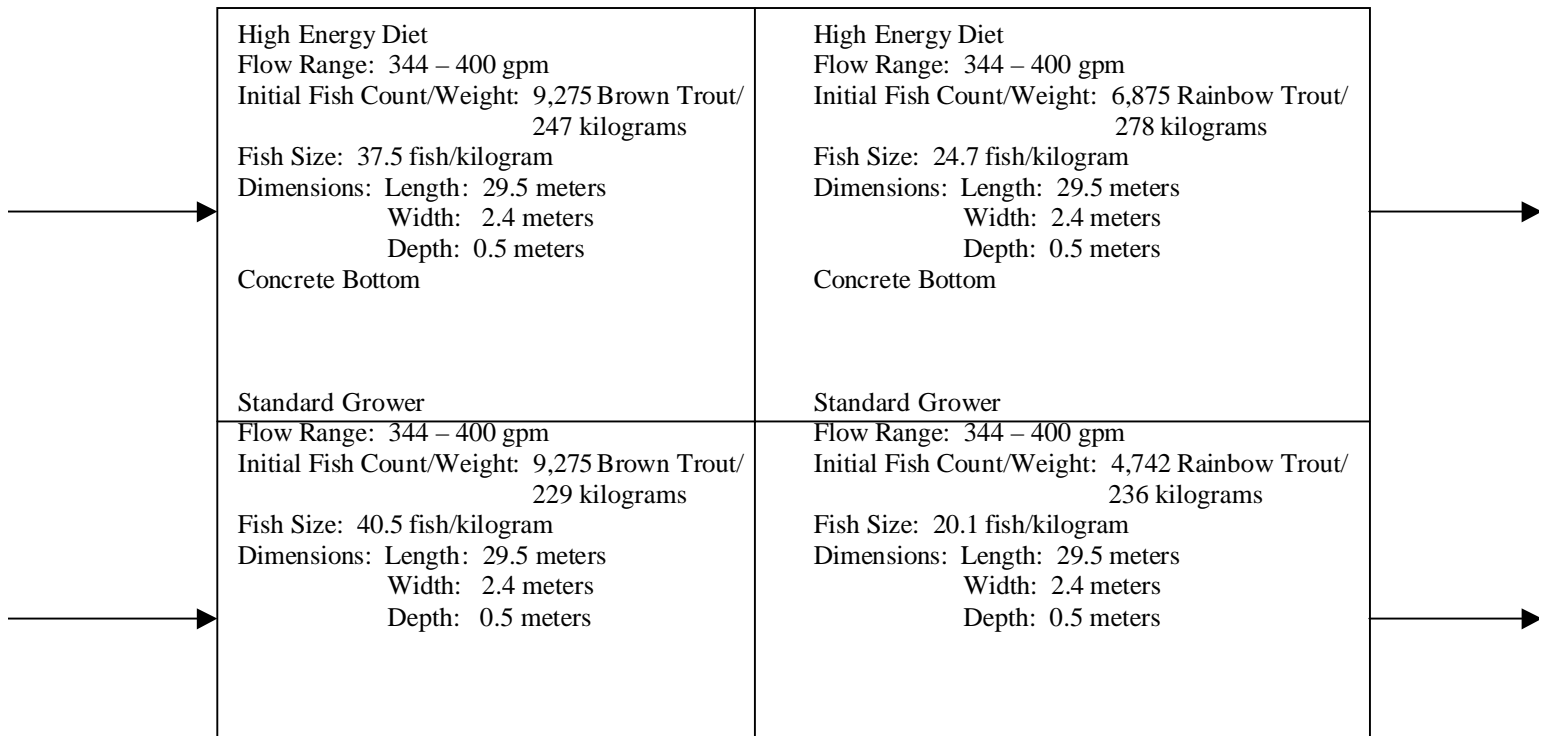 High Energy Diet
Flow Range: 344 – 400 gpm
Initial Fish Count/Weight: 9,275 Brown Trout/
247 kilograms
Fish Size: 37.5 fish/kilogram
Dimensions: Length: 29.5 meters
Width: 2.4 meters
Depth: 0.5 meters
Concrete Bottom
Standard Grower
Flow Range: 344 – 400 gpm
Initial Fish Count/Weight: 9,275 Brown Trout/
229 kilograms
Fish Size: 40.5 fish/kilogram
Dimensions: Length: 29.5 meters
Width: 2.4 meters
Depth: 0.5 meters
High Energy Diet
Flow Range: 344 – 400 gpm
Initial Fish Count/Weight: 6,875 Rainbow Trout/
278 kilograms
Fish Size: 24.7 fish/kilogram
Dimensions: Length: 29.5 meters
Width: 2.4 meters
Depth: 0.5 meters
Concrete Bottom
Standard Grower
Flow Range: 344 – 400 gpm
Initial Fish Count/Weight: 4,742 Rainbow Trout/
236 kilograms
Fish Size: 20.1 fish/kilogram
Dimensions: Length: 29.5 meters
Width: 2.4 meters
Depth: 0.5 meters